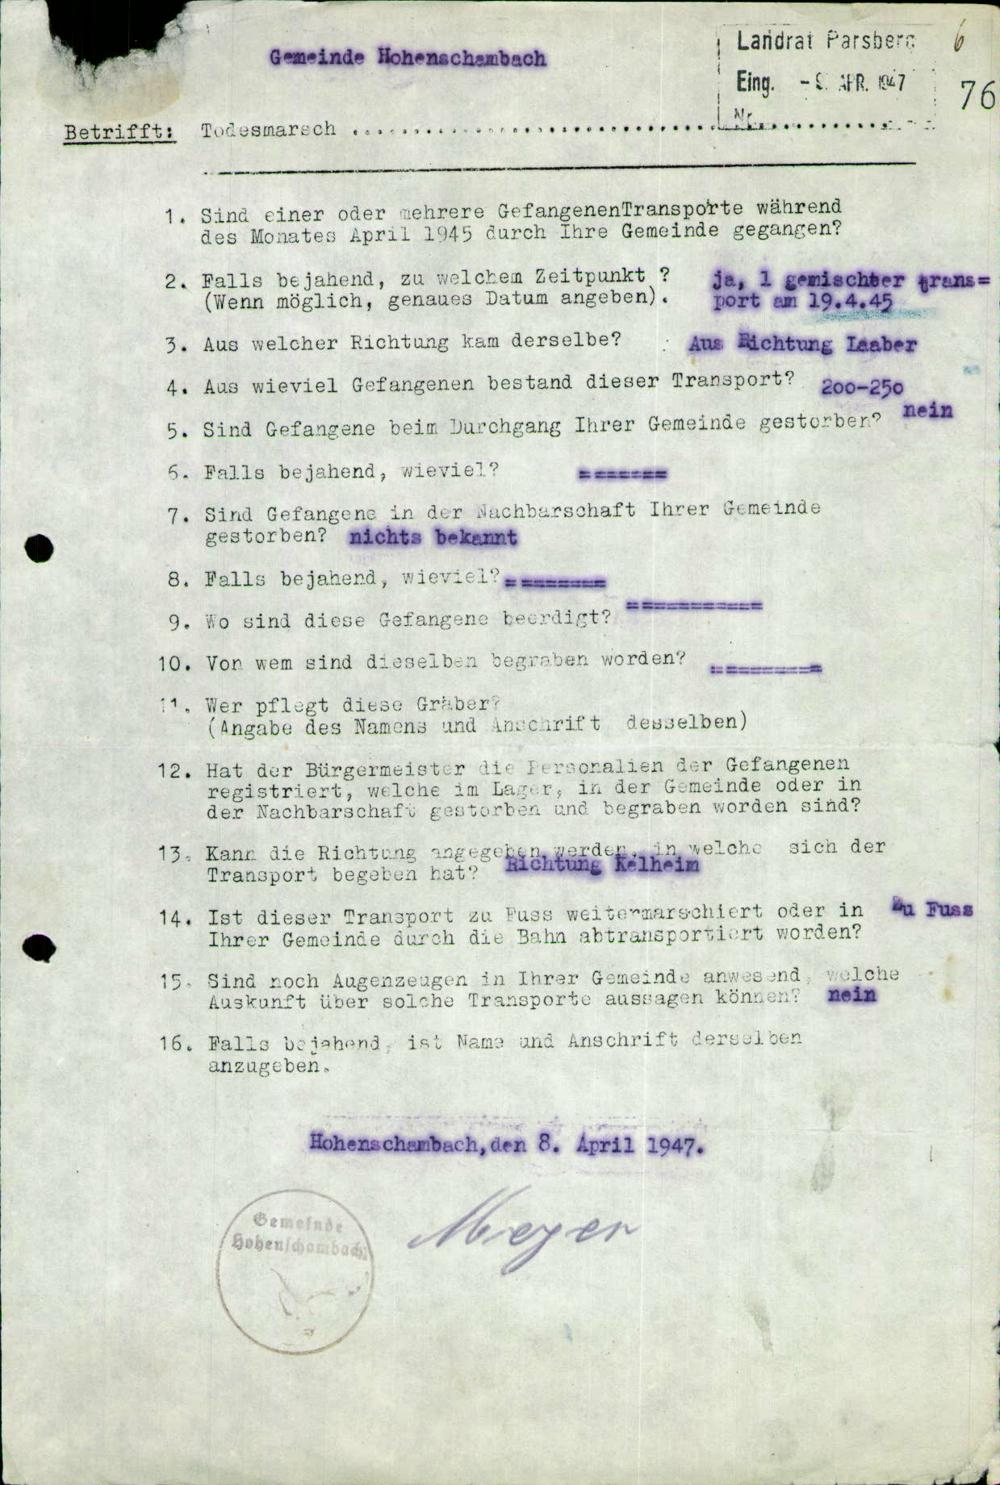 Gemeinde Hohenschambach
Landrat Parsberg
Eing. - 9. APR. 1947
Nr.
6
76
Betrifft: Todesmarsch
1. Sind einer oder mehrere GefangenenTransporte während
des Monates April 1945 durch Ihre Gemeinde gegangen?
2. Falls bejahend, zu welchem Zeitpunkt ? ja, 1 gemischter trans=
(Wenn möglich, genaues Datum angeben). port am 19.4.45
3. Aus welcher Richtung kam derselbe? Aus Richtung Laaber
4. Aus wieviel Gefangenen bestand dieser Transport? 200-250
5. Sind Gefangene beim Durchgang Ihrer Gemeinde gestorben? nein
6. Falls bejahend, wieviel? =======
7. Sind Gefangene in der Nachbarschaft Ihrer Gemeinde
gestorben? nichts bekannt
8. Falls bejahend, wieviel? ========
9. Wo sind diese Gefangene beerdigt? ===========
10. Von wem sind dieselben begraben worden? =========
11. Wer pflegt diese Gräber?
(Angabe des Namens und Anschrift desselben)
12. Hat der Bürgermeister die Personalien der Gefangenen
registriert, welche im Lager, in der Gemeinde oder in
der Nachbarschaft gestorben und begraben worden sind?
13. Kann die Richtung angegeben werden, in welche sich der
Transport begeben hat? Richtung Kelheim
14. Ist dieser Transport zu Fuss weitermarschiert oder in Zu Fuss
Ihrer Gemeinde durch die Bahn abtransportiert worden?
15. Sind noch Augenzeugen in Ihrer Gemeinde anwesend, welche
Auskunft über solche Transporte aussagen können? nein
16. Falls bejahend, ist Name und Anschrift derselben
anzugeben.
Hohenschambach, den 8. April 1947.
Gemeinde
Hohenschambach
Meyer